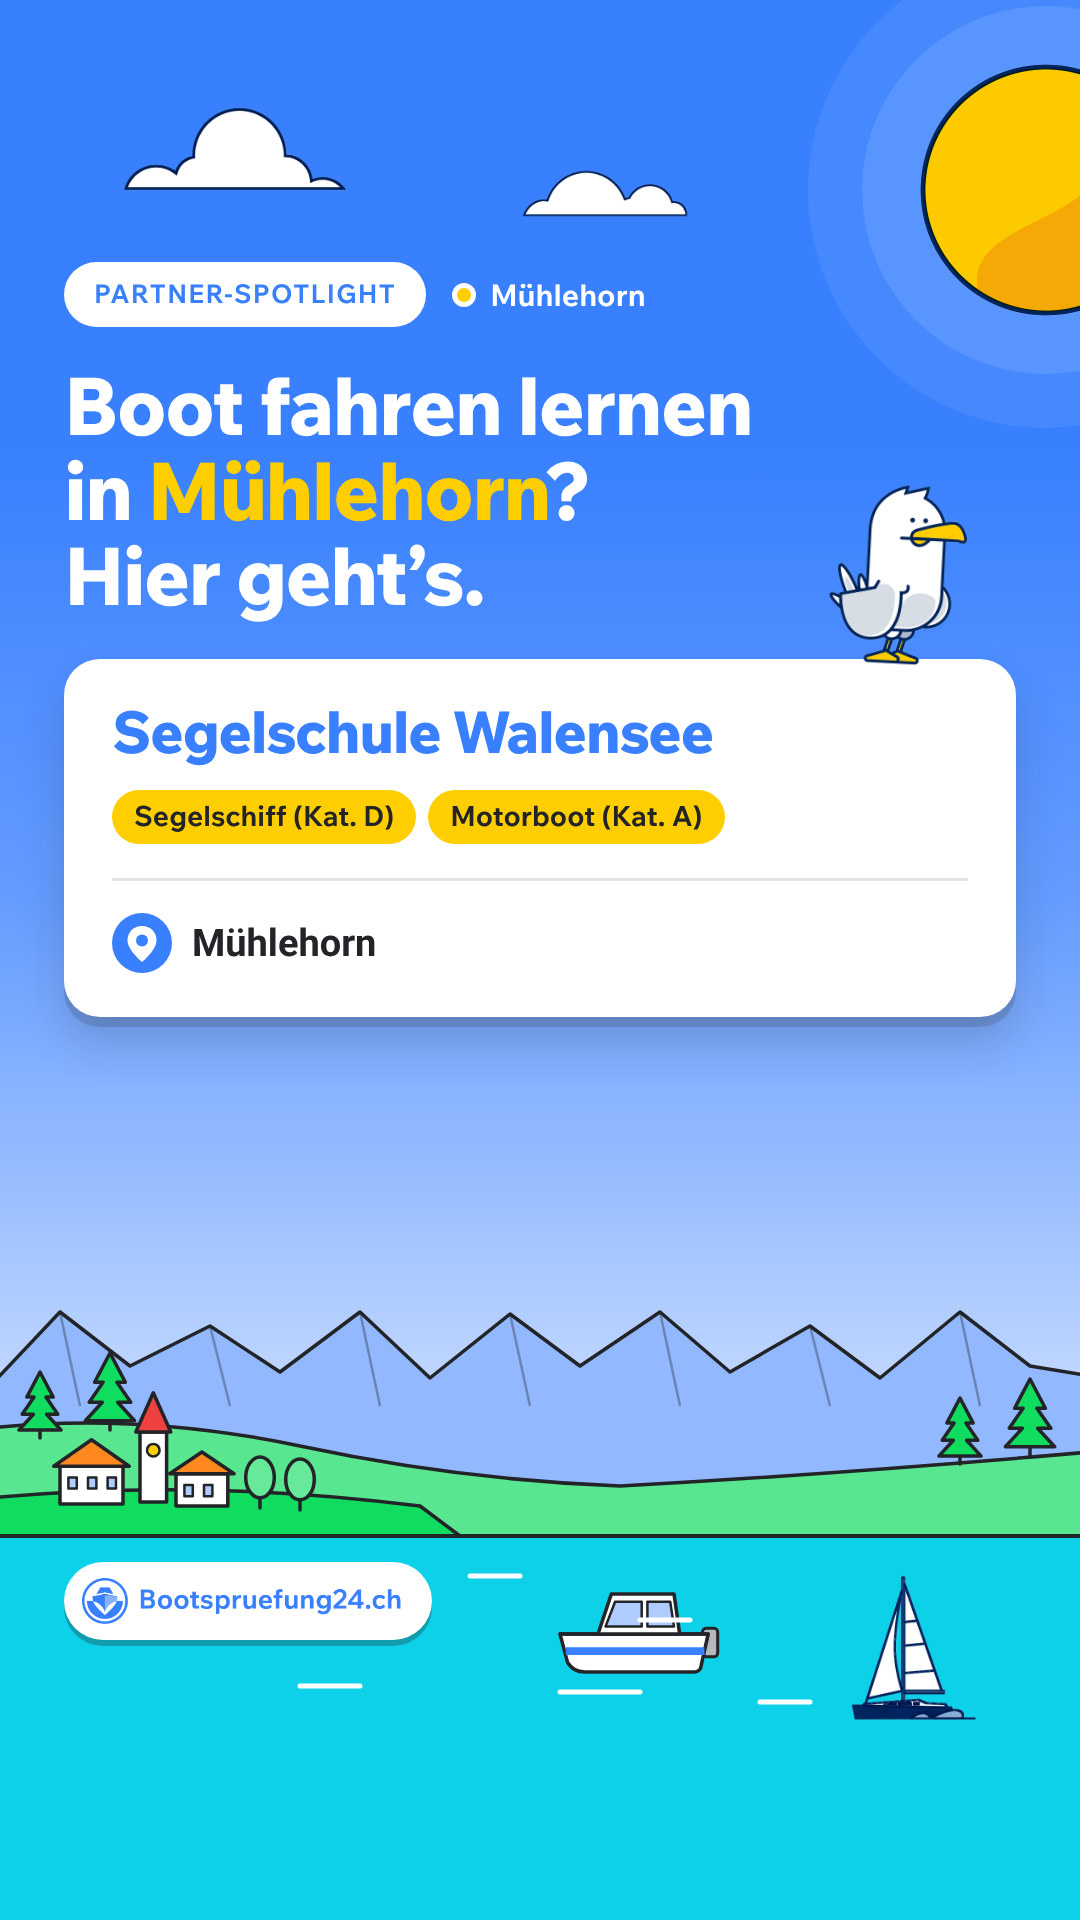 PARTNER-SPOTLIGHT
Mühlehorn
Boot fahren lernen
in Mühlehorn?
Hier geht’s.
Segelschule Walensee
Segelschiff (Kat. D)
Motorboot (Kat. A)
Mühlehorn
Bootspruefung24.ch